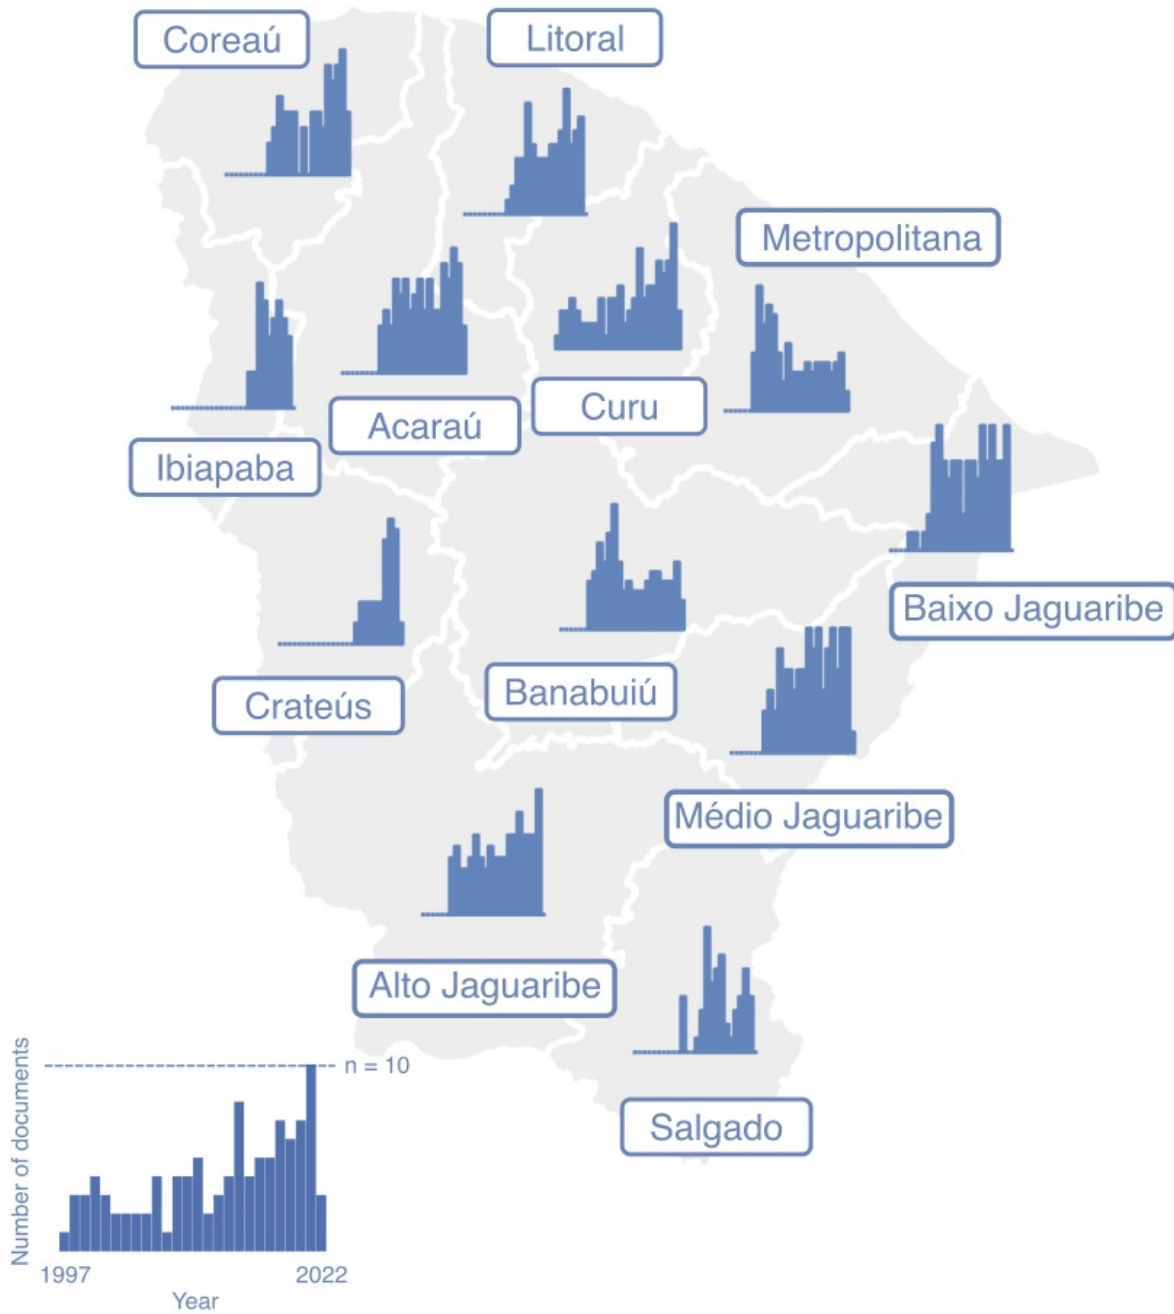 Coreaú
Litoral
Metropolitana
Curu
Acaraú
Ibiapaba
Baixo Jaguaribe
Banabuiú
Crateús
Médio Jaguaribe
Alto Jaguaribe
Salgado
n = 10
Number of documents
1997
2022
Year